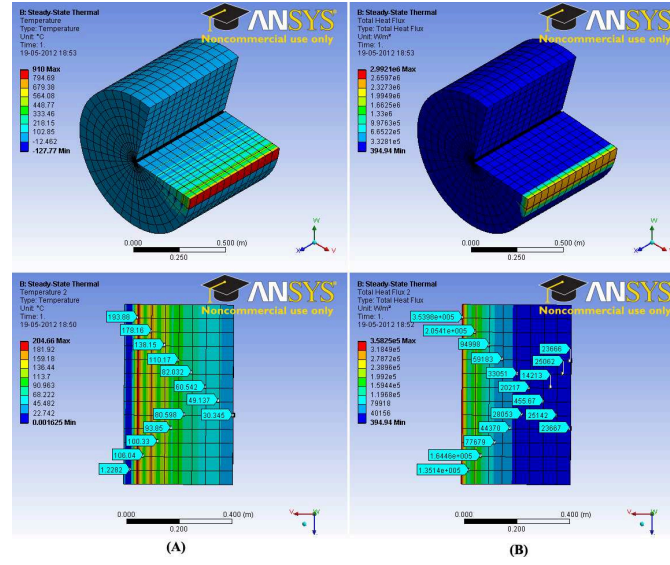 B: Steady-State Thermal
Temperature
Type: Temperature
Unit: °C
Time: 1
19-05-2012 18:53
910 Max
794.69
679.38
564.08
448.77
333.46
218.15
102.85
-12.462
-127.77 Min
ANSYS
Noncommercial use only
0.000
0.500 (m)
0.250
B: Steady-State Thermal
Total Heat Flux
Type: Total Heat Flux
Unit: W/m²
Time: 1
19-05-2012 18:53
2.9921e6 Max
2.6597e6
2.3273e6
1.9949e6
1.6625e6
1.33e6
9.9763e5
6.6522e5
3.3281e5
394.94 Min
ANSYS
Noncommercial use only
0.000
0.500 (m)
0.250
B: Steady-State Thermal
Temperature 2
Type: Temperature
Unit: °C
Time: 1
19-05-2012 18:50
204.66 Max
181.92
159.18
136.44
113.7
90.963
68.222
45.482
22.742
0.001625 Min
ANSYS
Noncommercial use only
193.88
178.16
138.15
110.17
82.032
60.542
49.137
80.598
30.345
93.85
100.33
106.04
1.2282
0.000
0.400 (m)
0.200
(A)
B: Steady-State Thermal
Total Heat Flux 2
Type: Total Heat Flux
Unit: W/m²
Time: 1
19-05-2012 18:52
3.5825e5 Max
3.1849e5
2.7872e5
2.3896e5
1.992e5
1.5944e5
1.1968e5
79918
40156
394.94 Min
ANSYS
Noncommercial use only
3.5398e+005
2.0541e+005
94998
59183
33051
23666
25062
14213
20217
455.67
28053
25142
44370
23667
77679
1.6446e+005
1.3514e+005
0.000
0.400 (m)
0.200
(B)